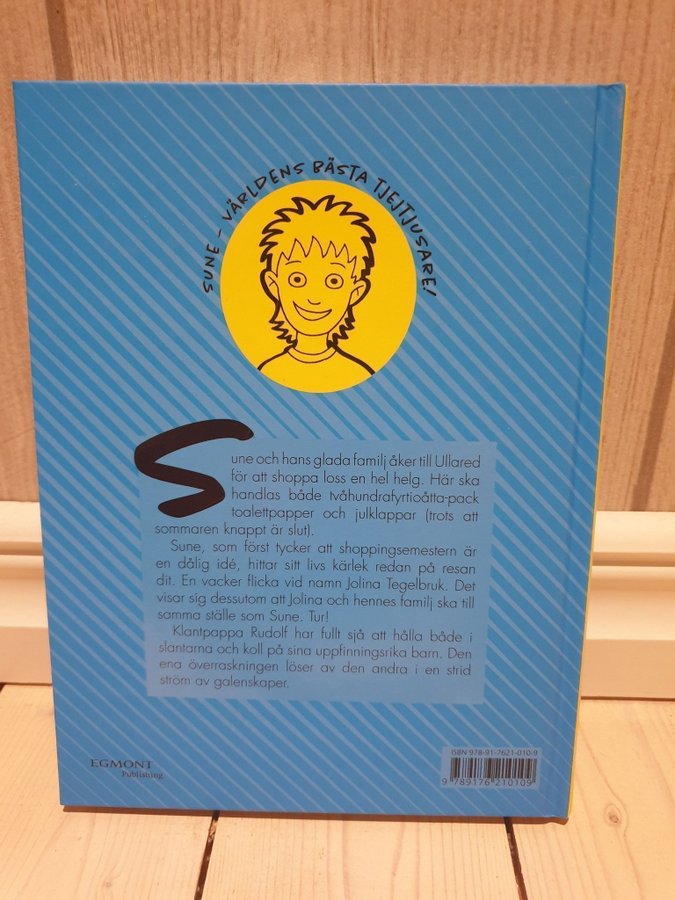 SUNE - VÄRLDENS BÄSTA TJEJTJUSARE!
Sune och hans glada familj åker till Ullared
för att shoppa loss en hel helg. Här ska
handlas både tvåhundrafyrtioåtta-pack
toalettpapper och julklappar (trots att
sommaren knappt är slut).
Sune, som först tycker att shoppingsemestern är
en dålig idé, hittar sitt livs kärlek redan på resan
dit. En vacker flicka vid namn Jolina Tegelbruk. Det
visar sig dessutom att Jolina och hennes familj ska till
samma ställe som Sune. Tur!
Klantpappa Rudolf har fullt sjå att hålla både i
slantarna och koll på sina uppfinningsrika barn. Den
ena överraskningen löser av den andra i en strid
ström av galenskaper.
EGMONT
Publishing
ISBN 978-91-7621-010-9
9 789176 210109